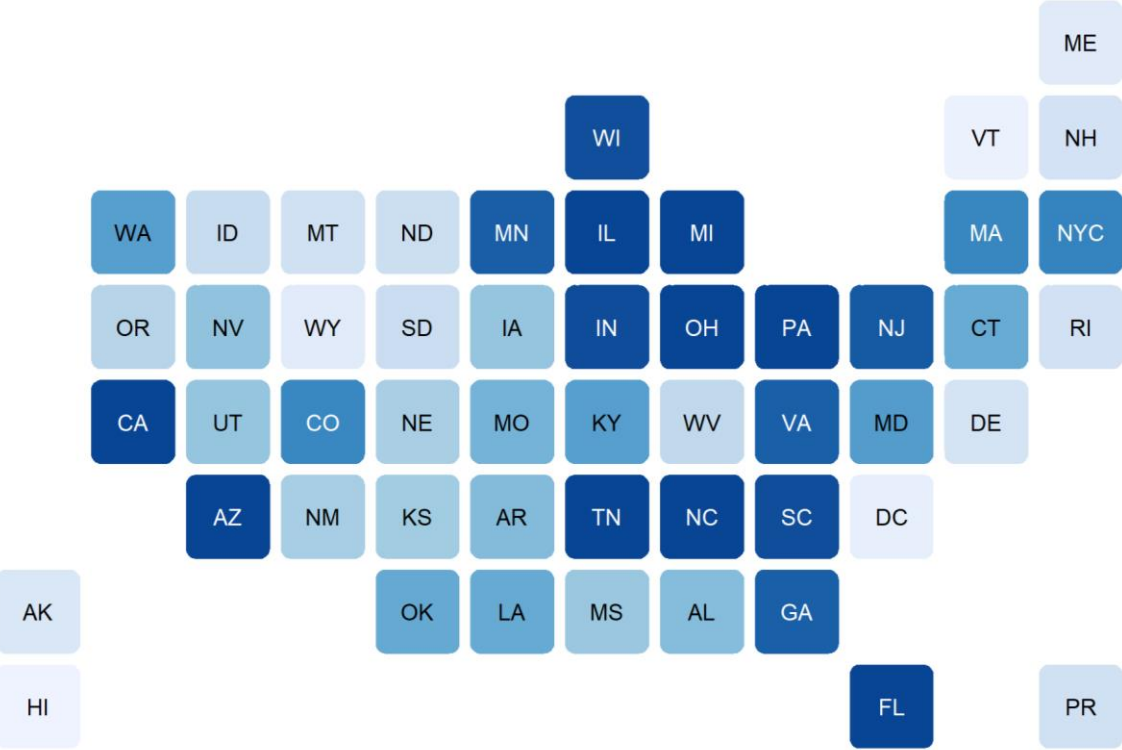 ME
WI VT NH
WA ID MT ND MN IL MI MA NYC
OR NV WY SD IA IN OH PA NJ CT RI
CA UT CO NE MO KY WV VA MD DE
AZ NM KS AR TN NC SC DC
AK OK LA MS AL GA
HI FL PR